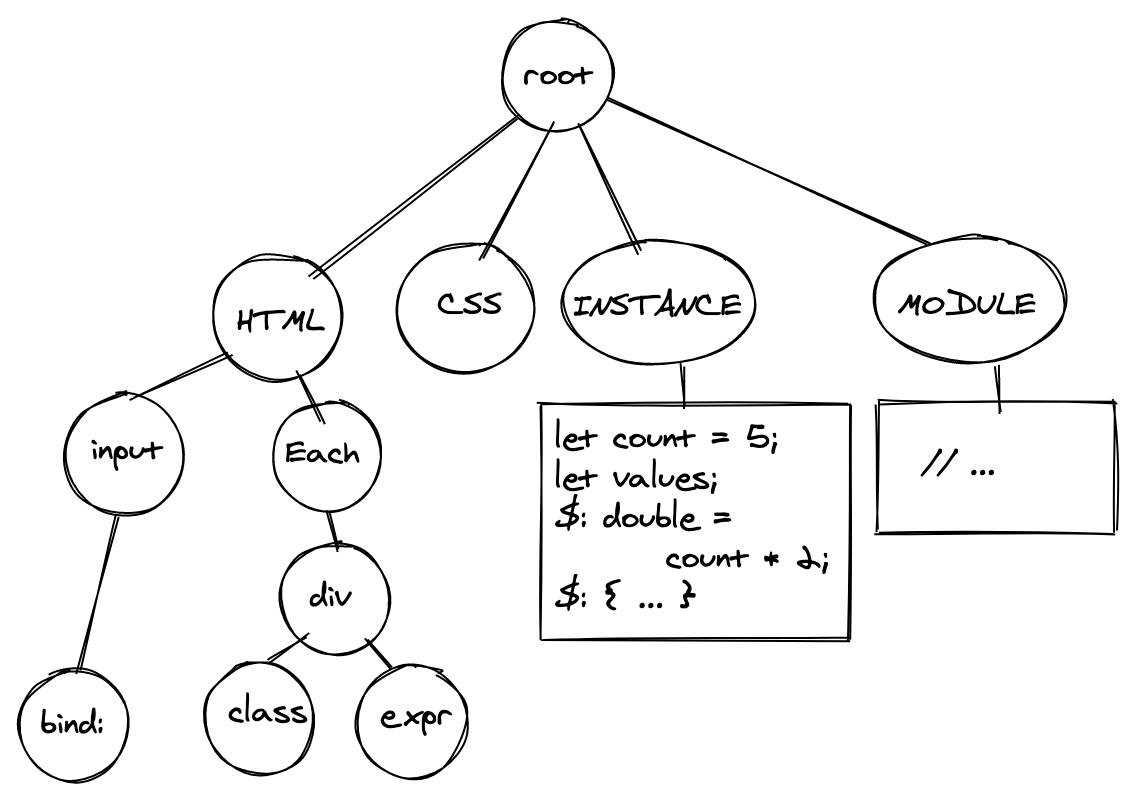 root
HTML
CSS
INSTANCE
MODULE
input
Each
let count = 5;
let values;
$: double =
count * 2;
$: { ... }
// ...
div
bind:
class
expr